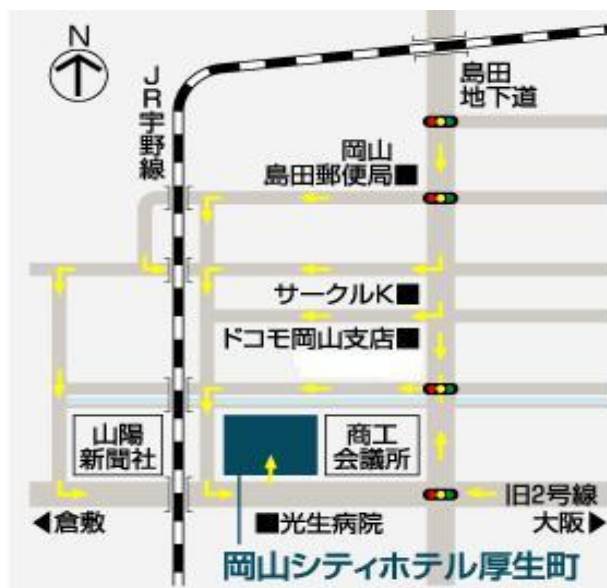 N
JR宇野線
島田
地下道
岡山
島田郵便局■
サークルK■
ドコモ岡山支店■
山陽
新聞社
商工
会議所
旧2号線
◀倉敷
■光生病院
大阪▶
岡山シティホテル厚生町